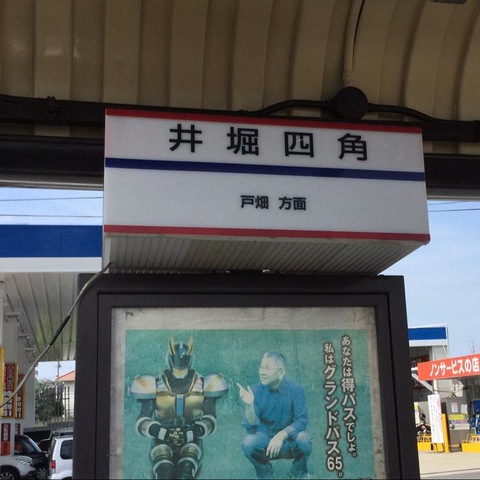 井堀四角
戸畑 方面
あなたは得パスでしょ。
私はグランドパス65。
ノンサービスの店